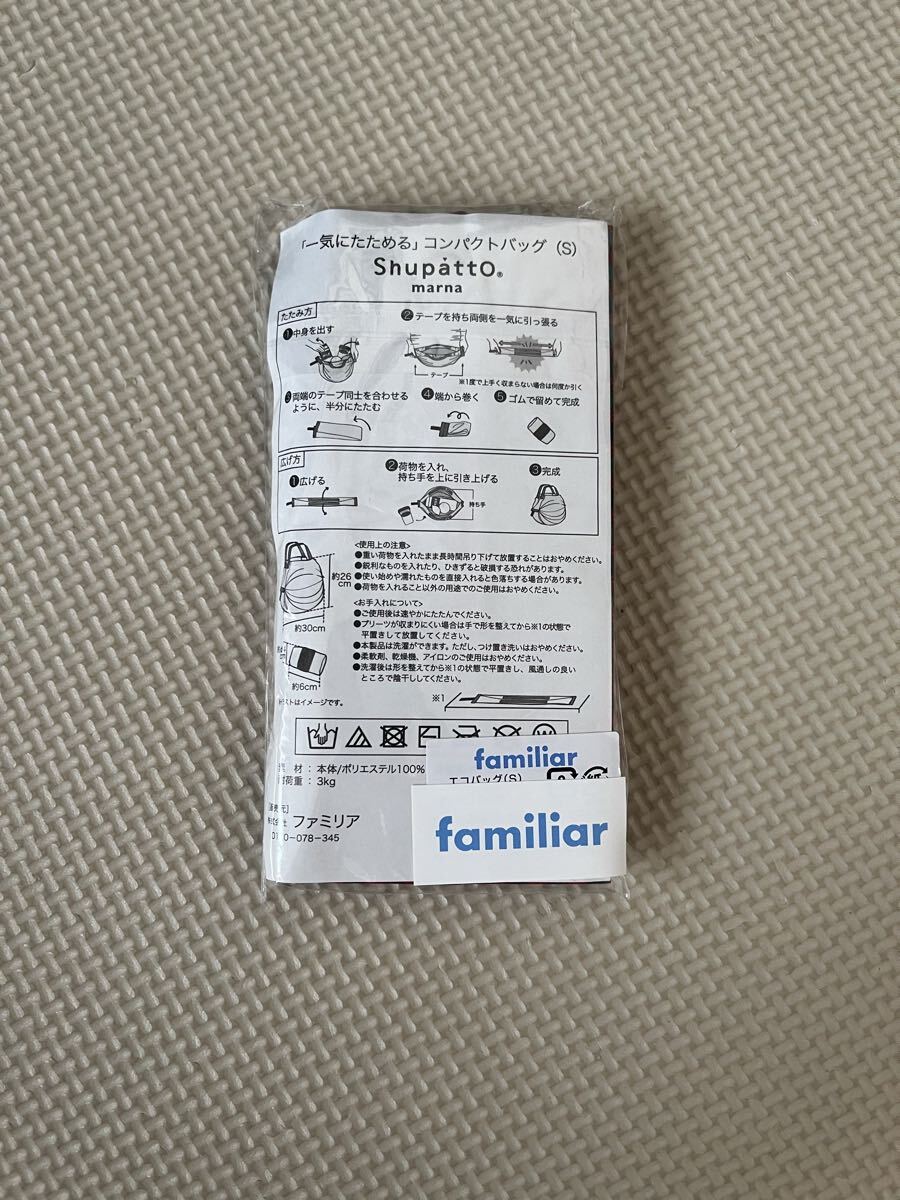 「一気にたためる」コンパクトバッグ（S）
Shupatto®
marna
たたみ方
❶中身を出す
❷テープを持ち両側を一気に引っ張る
テープ
※1度で上手く収まらない場合は何度か引く
❸両端のテープ同士を合わせる
ように、半分にたたむ
❹端から巻く
❺ゴムで留めて完成
広げ方
❶広げる
❷荷物を入れ、
持ち手を上に引き上げる
持ち手
❸完成
約26
cm
約30cm
約6cm
ストはイメージです。
<使用上の注意>
●重い荷物を入れたまま長時間吊り下げて放置することはおやめください。
●鋭利なものを入れたり、ひきずると破損する恐れがあります。
●使い始めや濡れたものを直接入れると色落ちする場合があります。
●荷物を入れること以外の用途でのご使用はおやめください。
<お手入れについて>
●ご使用後は速やかにたたんでください。
●プリーツが収まりにくい場合は手で形を整えてから※1の状態で
平置きして放置してください。
●本製品は洗濯ができます。ただし、つけ置き洗いはおやめください。
●柔軟剤、乾燥機、アイロンのご使用はおやめください。
●洗濯後は形を整えてから※1の状態で平置きし、風通しの良い
ところで陰干ししてください。
※1
材：本体/ポリエステル100%
荷重：3kg
ファミリア
-078-345
familiar
エコバッグ(S)
familiar